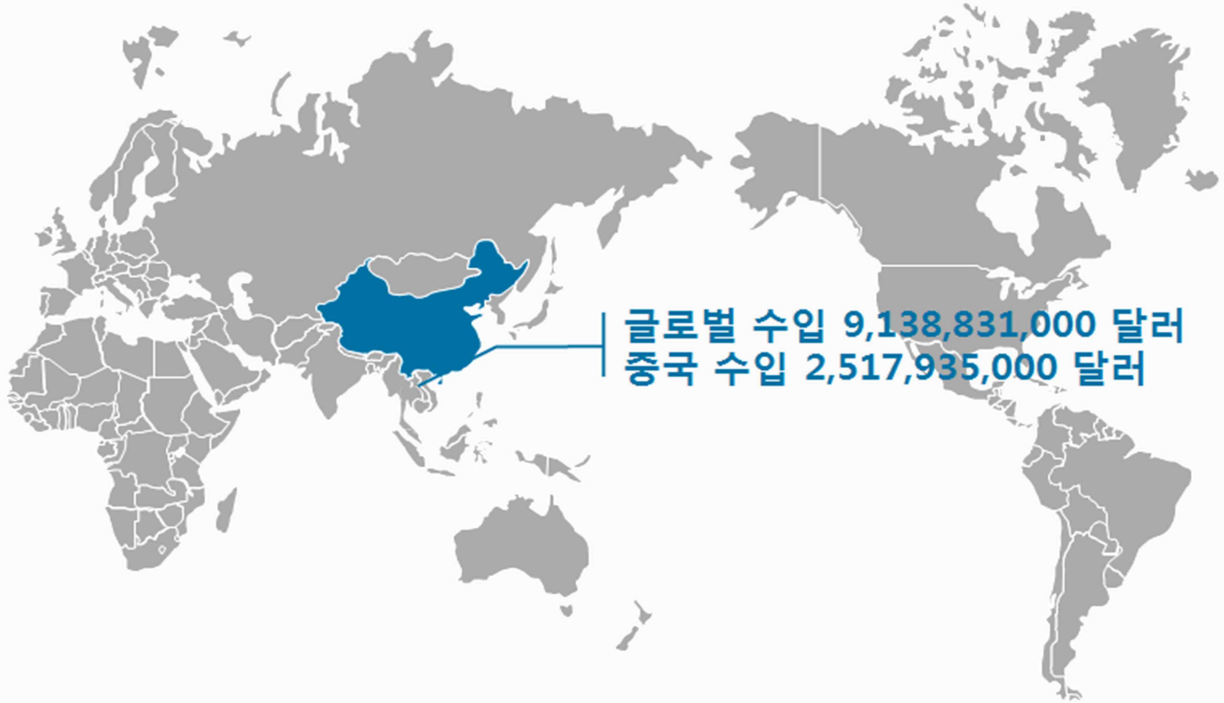 글로벌 수입 9,138,831,000 달러
중국 수입 2,517,935,000 달러